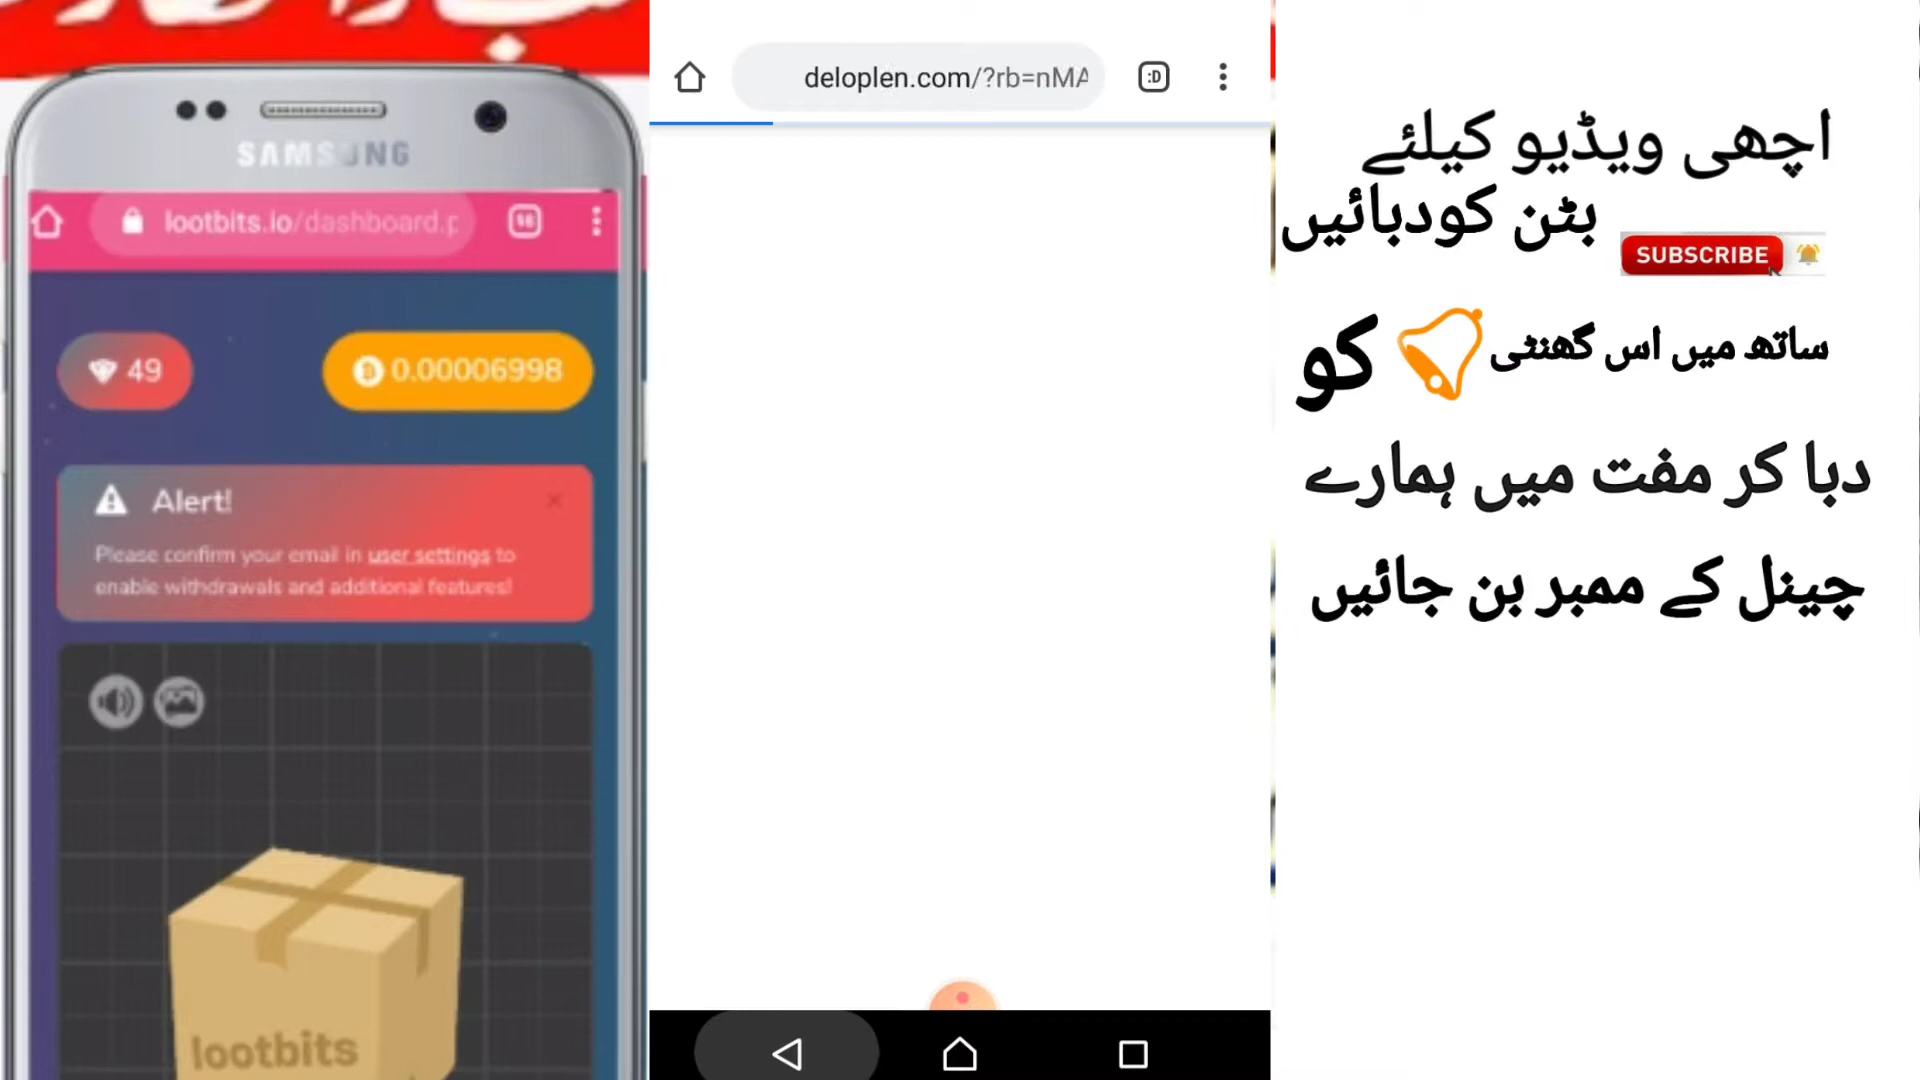 SAMSUNG
lootbits.io/dashboard.p
49
0.00006998
Alert!
Please confirm your email in user settings to
enable withdrawals and additional features!
lootbits
deloplen.com/?rb=nMA
:D
اچھی ویڈیو کیلئے
بٹن کودبائیں
SUBSCRIBE
ساتھ میں اس گھنٹی کو
دبا کر مفت میں ہمارے
چینل کے ممبر بن جائیں